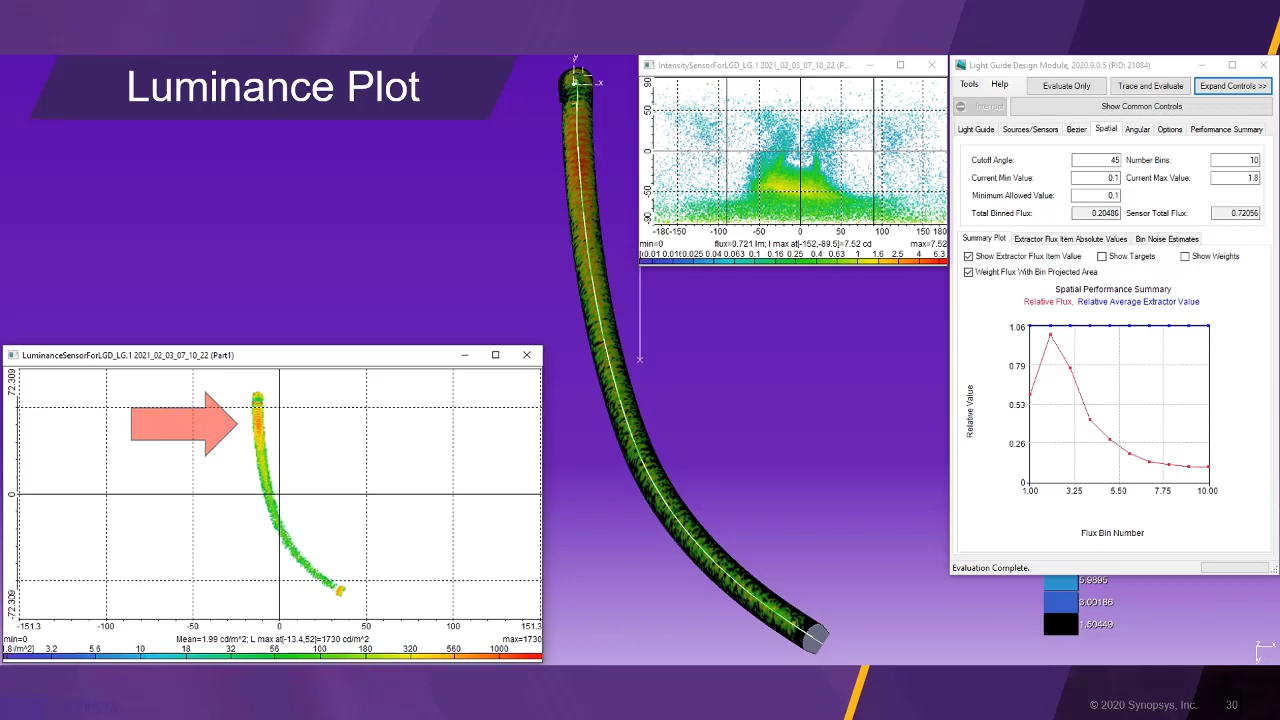 Luminance Plot
y
x
IntensitySensorForLGD_LG.1 2021_02_03_07_10_22 (P...
90
50
0
-50
-90
-180 -150 -100 -50 0 50 100 150 180
min=0 flux=0.721 lm; I max at[-152,-89.5]=7.52 cd max=7.52
0.025 0.04 0.063 0.1 0.16 0.25 0.4 0.63 1 1.6 2.5 4 6.3
Light Guide Design Module, 2020.9.0.5 (PID: 21084)
Tools Help Evaluate Only Trace and Evaluate Expand Controls >>
Interrupt Show Common Controls
Light Guide Sources/Sensors Bezier Spatial Angular Options Performance Summary
Cutoff Angle: 45 Number Bins: 10
Current Min Value: 0.1 Current Max Value: 1.8
Minimum Allowed Value: 0.1
Total Binned Flux: 0.20486 Sensor Total Flux: 0.72056
Summary Plot Extractor Flux Item Absolute Values Bin Noise Estimates
Show Extractor Flux Item Value Show Targets Show Weights
Weight Flux With Bin Projected Area
Spatial Performance Summary
Relative Flux, Relative Average Extractor Value
1.06
0.79
0.53
0.26
0
Relative Value
1.00 3.25 5.50 7.75 10.00
Flux Bin Number
Evaluation Complete.
5.9895
3.00186
1.50449
LuminanceSensorForLGD_LG.1 2021_02_03_07_10_22 (Part1)
72.309
0
-72.309
-151.3 -100 -50 0 50 100 151.3
min=0 Mean=1.99 cd/m^2; L max at[-13.4,52]=1730 cd/m^2 max=1730
3.2 5.6 10 18 32 56 100 180 320 560 1000
z x
y
© 2020 Synopsys, Inc. 30